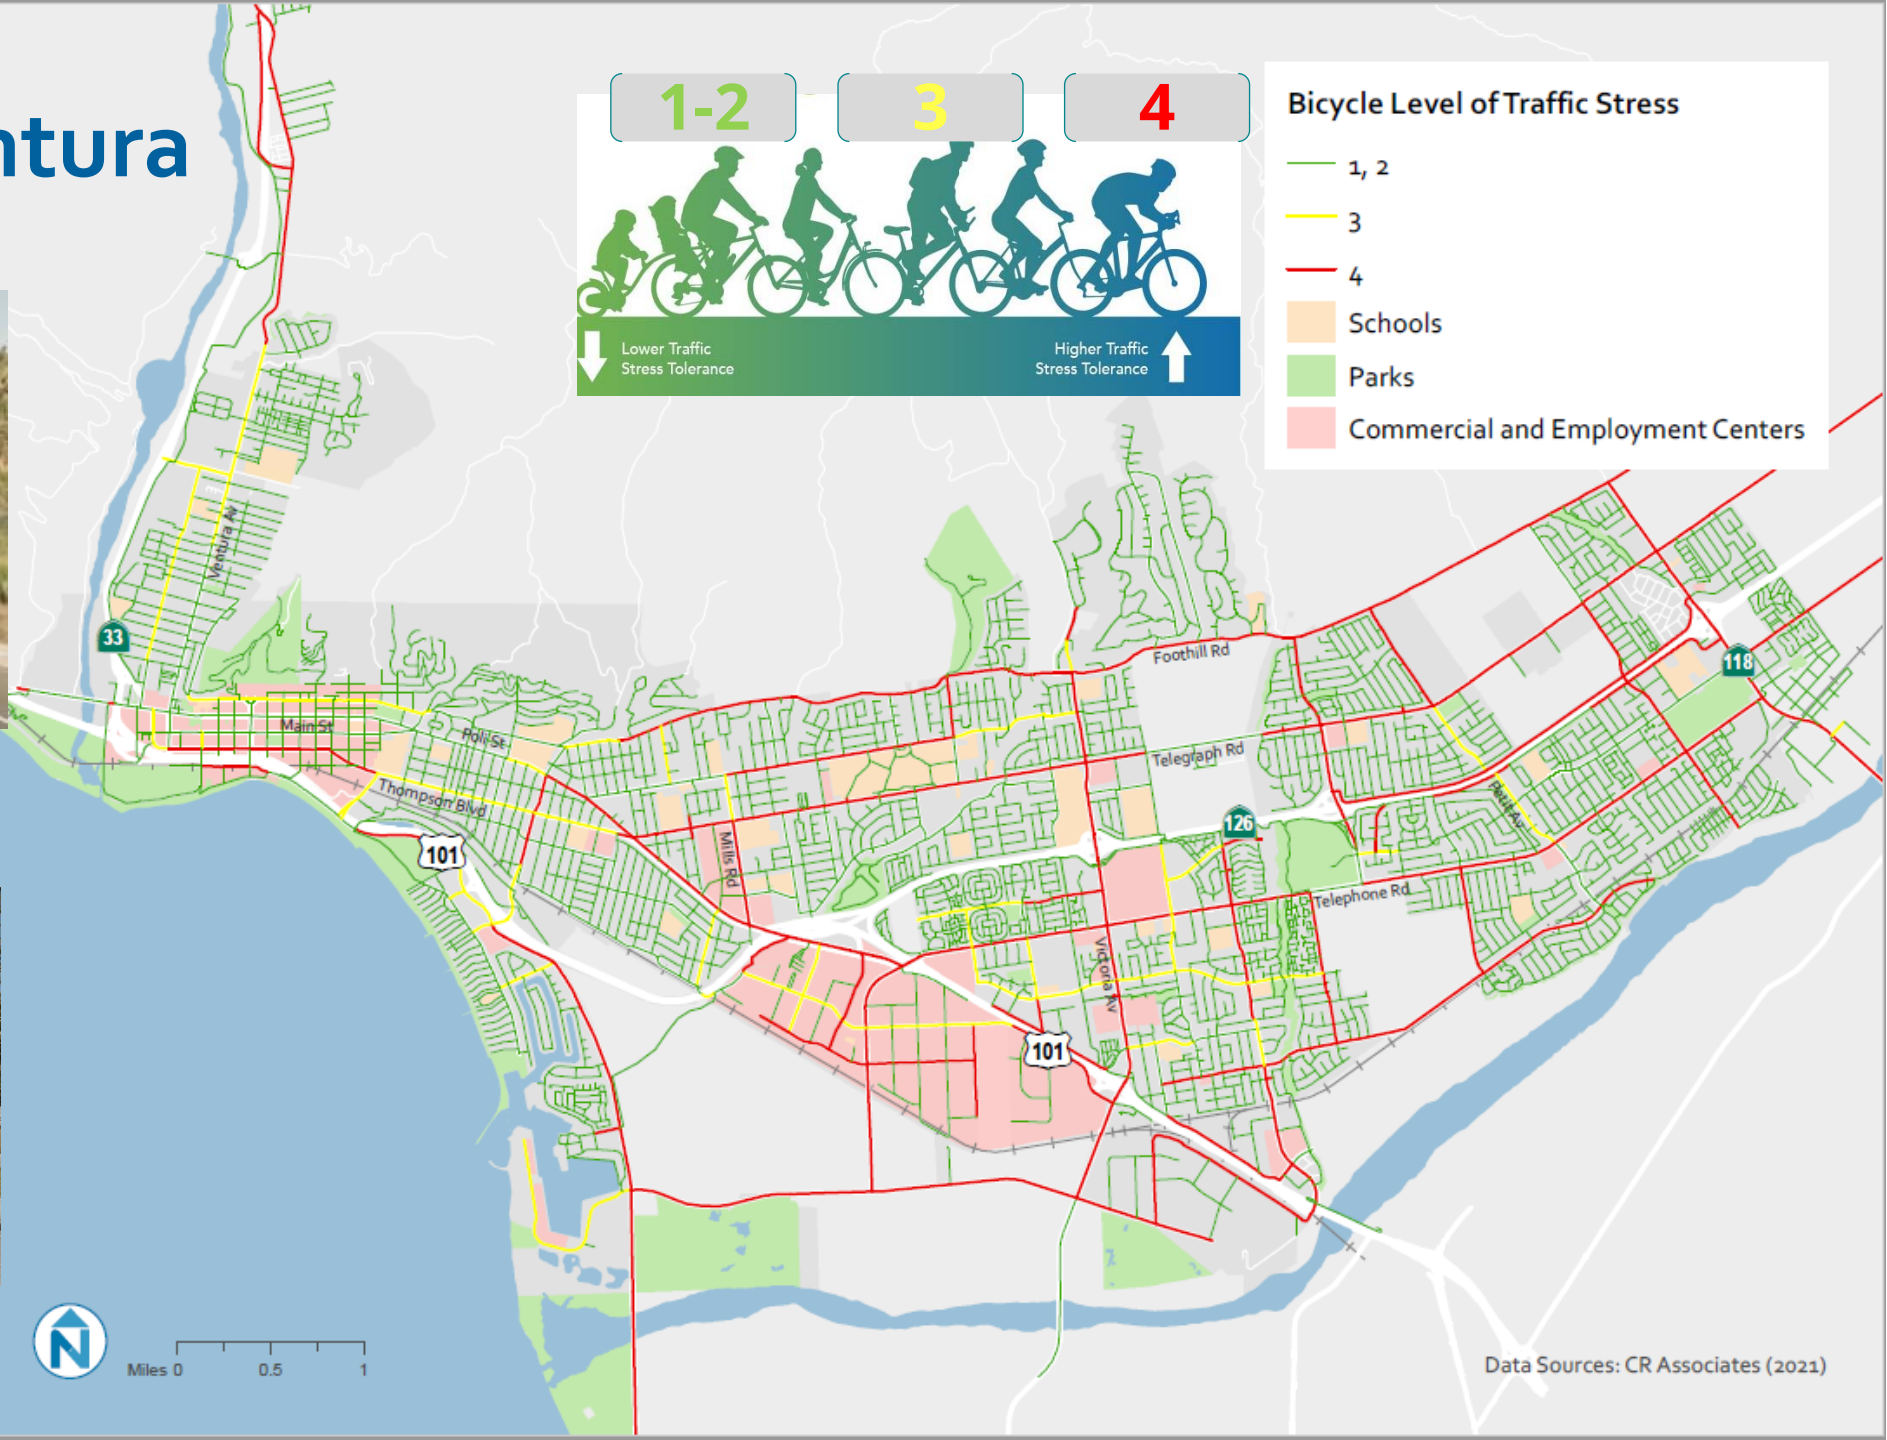 ntura
1-2
3
4
Lower Traffic
Stress Tolerance
Higher Traffic
Stress Tolerance
Bicycle Level of Traffic Stress
1, 2
3
4
Schools
Parks
Commercial and Employment Centers
Ventura Av
33
Main St
Poli St
Thompson Blvd
101
Mills Rd
Foothill Rd
Telegraph Rd
126
118
Petit Av
Telephone Rd
Victoria Av
101
N
Miles 0 0.5 1
Data Sources: CR Associates (2021)